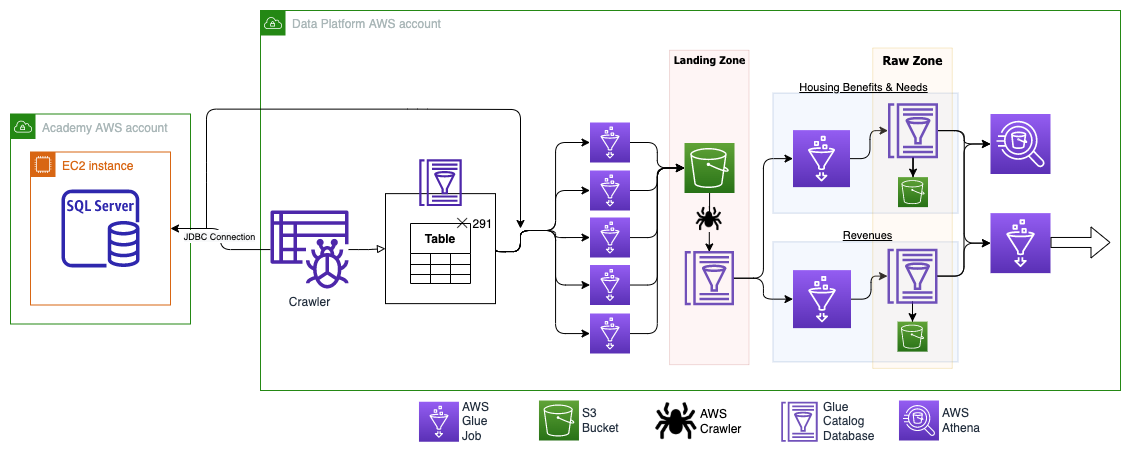 Data Platform AWS account
Landing Zone
Raw Zone
Housing Benefits & Needs
Academy AWS account
EC2 instance
SQL Server
JDBC Connection
291
Table
Crawler
Revenues
AWS
Glue
Job
S3
Bucket
AWS
Crawler
Glue
Catalog
Database
AWS
Athena